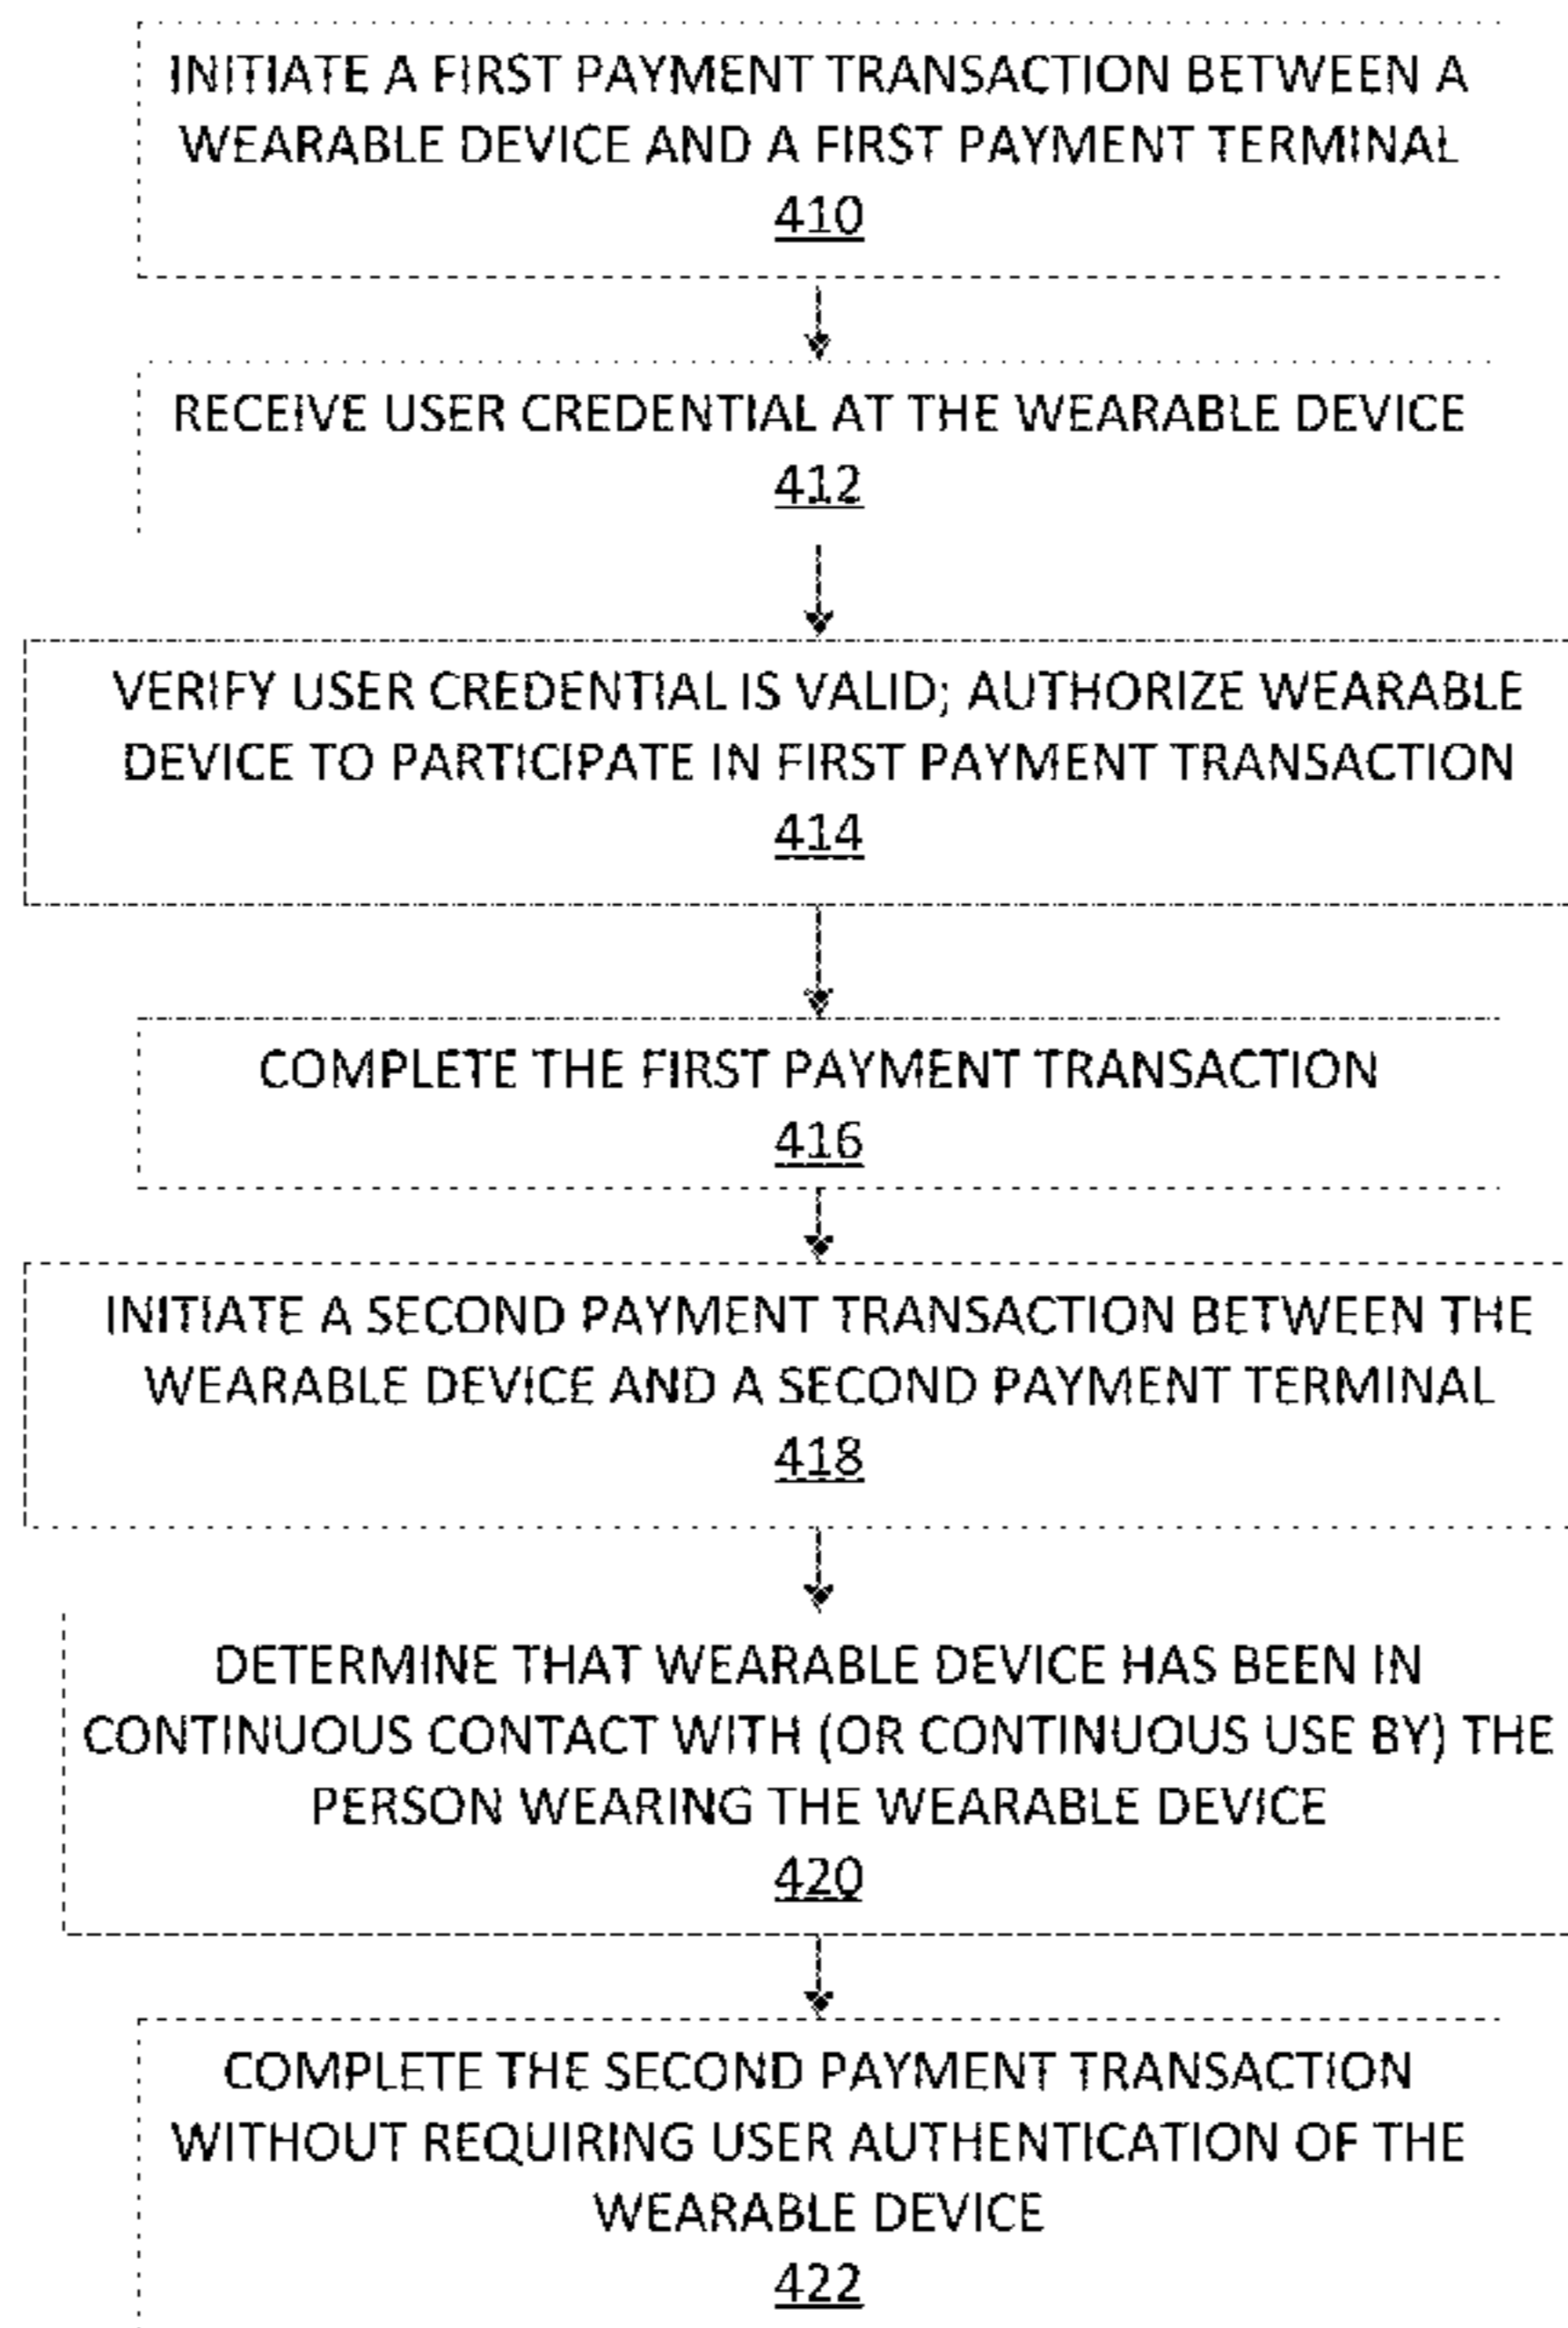 INITIATE A FIRST PAYMENT TRANSACTION BETWEEN A
WEARABLE DEVICE AND A FIRST PAYMENT TERMINAL
410
RECEIVE USER CREDENTIAL AT THE WEARABLE DEVICE
412
VERIFY USER CREDENTIAL IS VALID; AUTHORIZE WEARABLE
DEVICE TO PARTICIPATE IN FIRST PAYMENT TRANSACTION
414
COMPLETE THE FIRST PAYMENT TRANSACTION
416
INITIATE A SECOND PAYMENT TRANSACTION BETWEEN THE
WEARABLE DEVICE AND A SECOND PAYMENT TERMINAL
418
DETERMINE THAT WEARABLE DEVICE HAS BEEN IN
CONTINUOUS CONTACT WITH (OR CONTINUOUS USE BY) THE
PERSON WEARING THE WEARABLE DEVICE
420
COMPLETE THE SECOND PAYMENT TRANSACTION
WITHOUT REQUIRING USER AUTHENTICATION OF THE
WEARABLE DEVICE
422